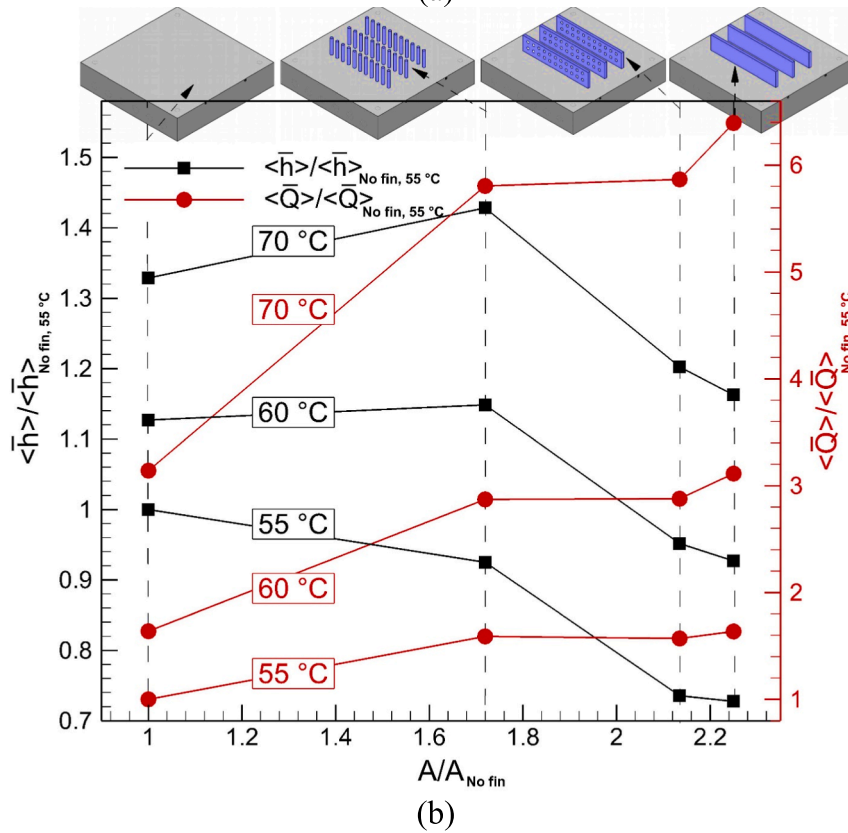 (a)
<h̅>/<h̅>No fin, 55 °C
<Q̅>/<Q̅>No fin, 55 °C
70 °C
70 °C
60 °C
55 °C
60 °C
55 °C
1.5
1.4
1.3
1.2
1.1
1
0.9
0.8
0.7
<h̅>/<h̅>No fin, 55 °C
6
5
4
3
2
1
<Q̅>/<Q̅>No fin, 55 °C
1 1.2 1.4 1.6 1.8 2 2.2
A/ANo fin
(b)